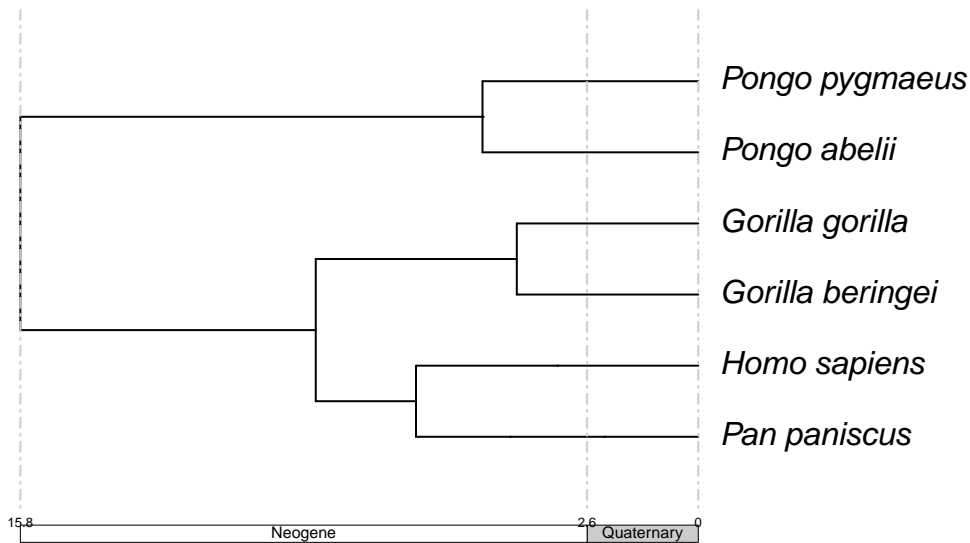 Pongo pygmaeus
Pongo abelii
Gorilla gorilla
Gorilla beringei
Homo sapiens
Pan paniscus
15.8 2.6 0
Neogene Quaternary